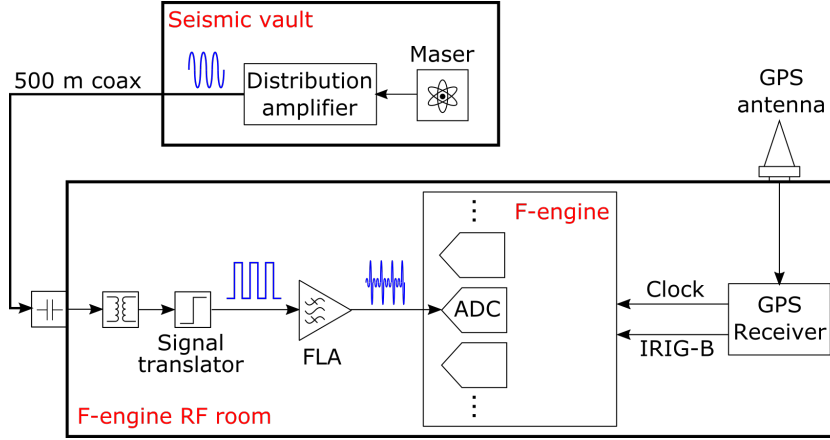 Seismic vault
Maser
500 m coax
Distribution
amplifier
GPS
antenna
F-engine
Clock
GPS
Receiver
ADC
IRIG-B
Signal
translator
FLA
F-engine RF room